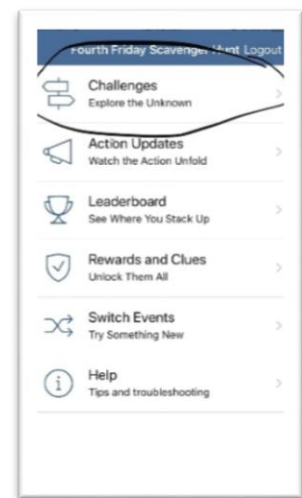 Fourth Friday Scavenger Hunt Logout
Challenges
Explore the Unknown
Action Updates
Watch the Action Unfold
Leaderboard
See Where You Stack Up
Rewards and Clues
Unlock Them All
Switch Events
Try Something New
Help
Tips and troubleshooting